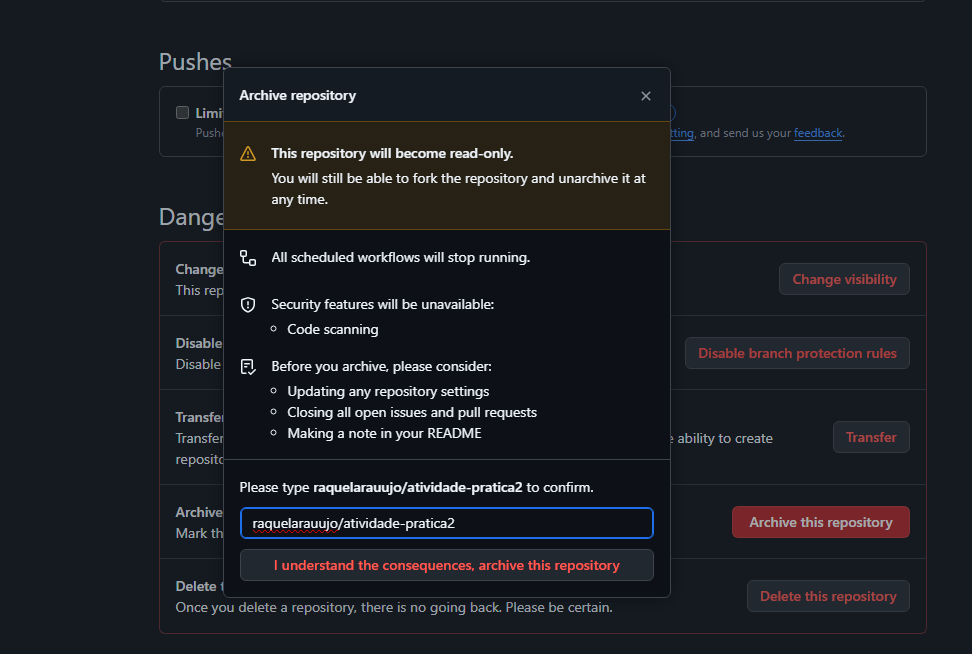 Pushes
Archive repository
Limi
Push
tting, and send us your feedback.
This repository will become read-only.
You will still be able to fork the repository and unarchive it at
any time.
Dange
All scheduled workflows will stop running.
Change
This rep
Change visibility
Security features will be unavailable:
Code scanning
Disable
Disable
Disable branch protection rules
Before you archive, please consider:
Updating any repository settings
Closing all open issues and pull requests
Making a note in your README
Transfer
Transfer
ability to create
reposito
Transfer
Please type raquelarauujo/atividade-pratica2 to confirm.
Archive
Mark th
raquelarauujo/atividade-pratica2
Archive this repository
I understand the consequences, archive this repository
Delete
Once you delete a repository, there is no going back. Please be certain.
Delete this repository